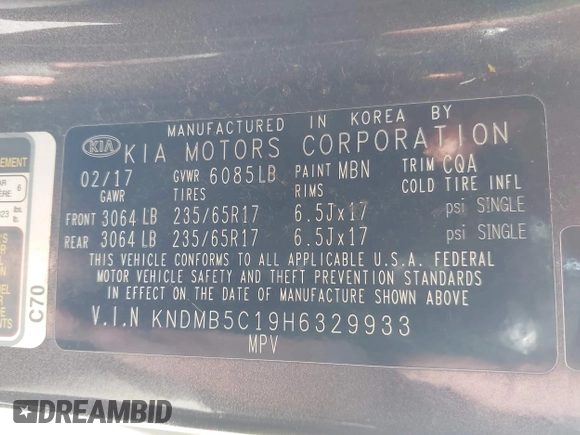 MANUFACTURED IN KOREA BY
KIA KIA MOTORS CORPORATION
02/17 GVWR 6085LB PAINT MBN TRIM CQA
GAWR TIRES RIMS COLD TIRE INFL
FRONT 3064 LB 235/65R17 6.5Jx17 psi SINGLE
REAR 3064 LB 235/65R17 6.5Jx17 psi SINGLE
THIS VEHICLE CONFORMS TO ALL APPLICABLE U.S.A. FEDERAL
MOTOR VEHICLE SAFETY AND THEFT PREVENTION STANDARDS
IN EFFECT ON THE DATE OF MANUFACTURE SHOWN ABOVE
V.I.N KNDMB5C19H6329933
MPV
C70
DREAMBID